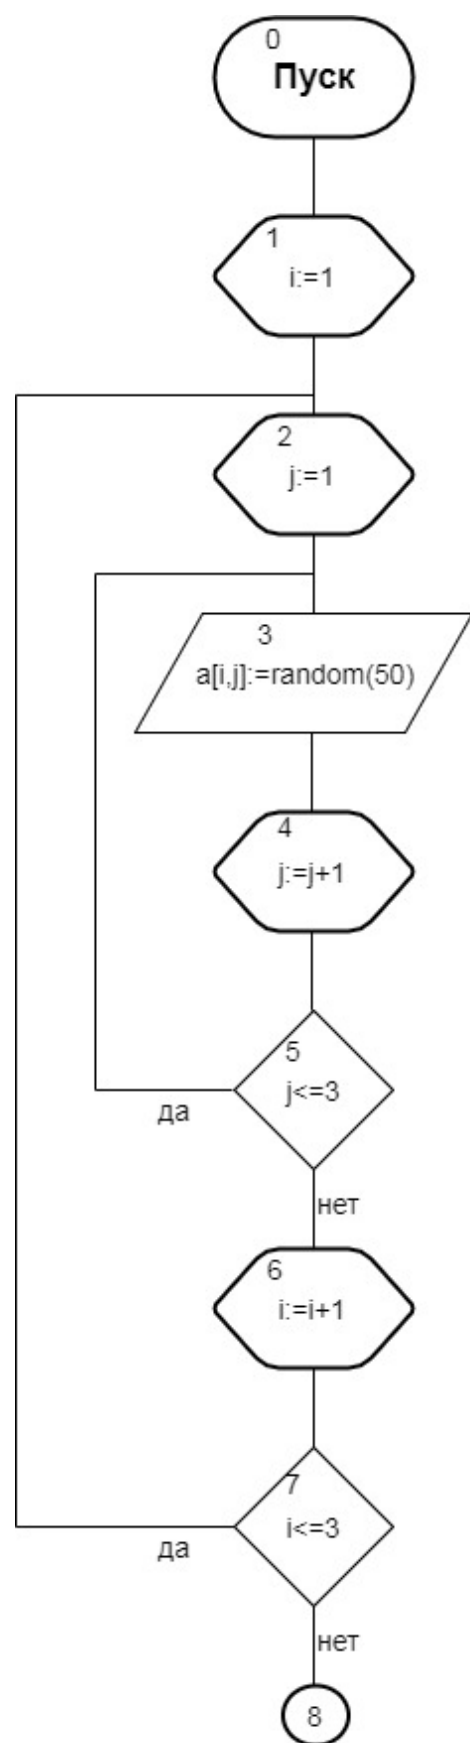 0
Пуск
1
i:=1
2
j:=1
3
a[i,j]:=random(50)
4
j:=j+1
5
j<=3
да
нет
6
i:=i+1
7
i<=3
да
нет
8